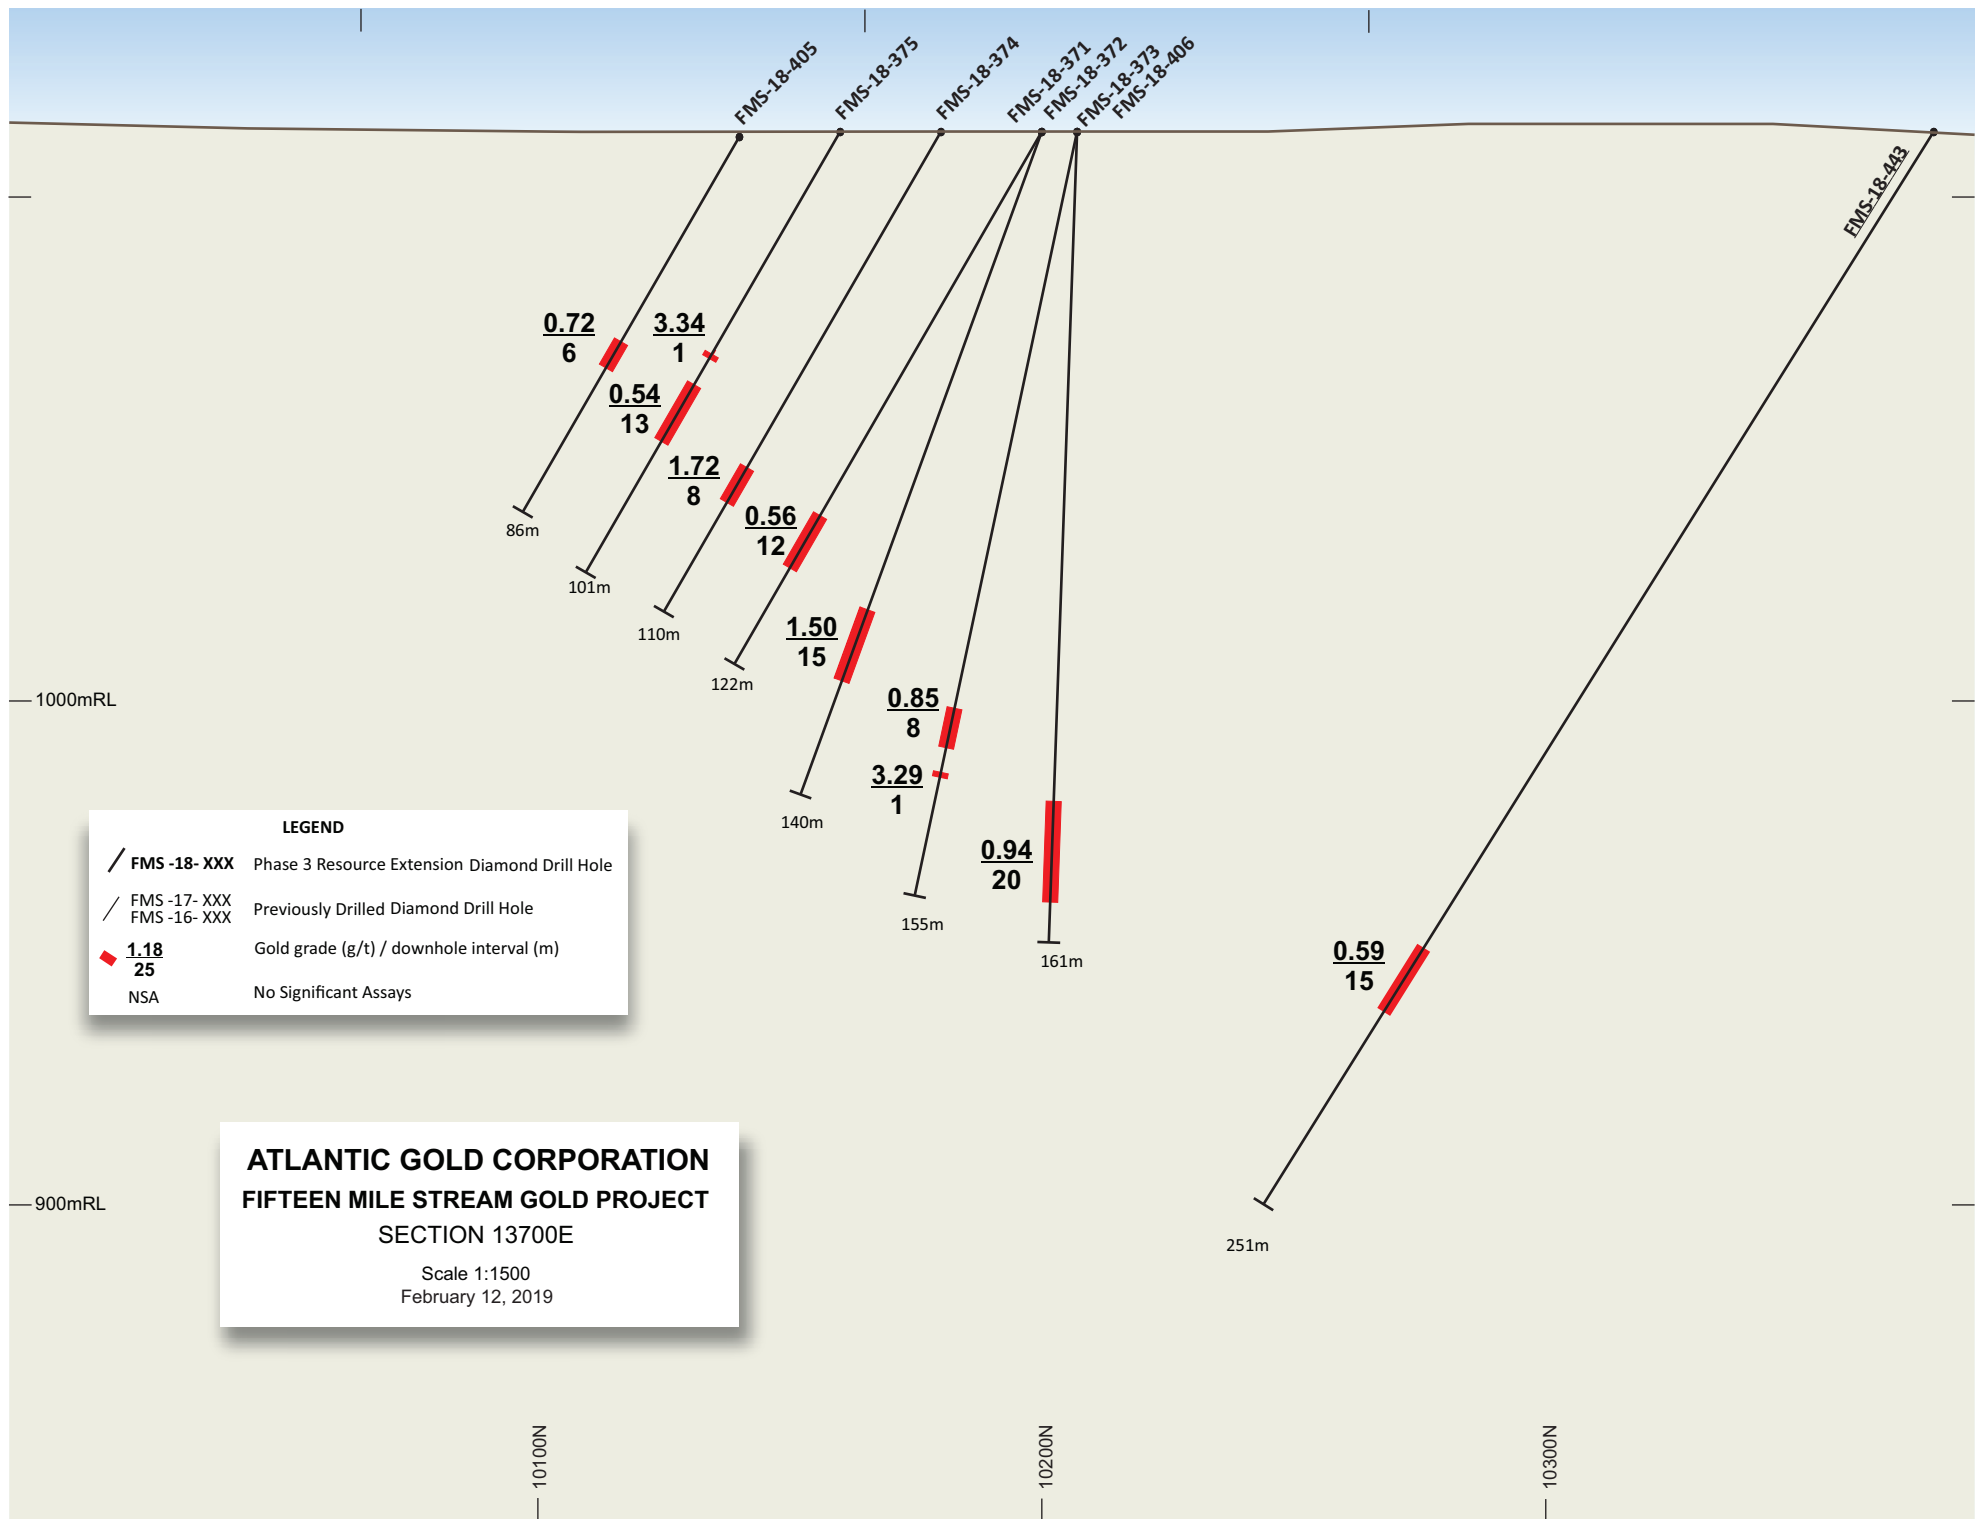 FMS-18-405
FMS-18-375
FMS-18-374
FMS-18-371
FMS-18-372
FMS-18-373
FMS-18-406
FMS-18-443
0.72
6
3.34
1
0.54
13
1.72
8
0.56
12
86m
101m
110m
1.50
15
122m
0.85
8
1000mRL
3.29
1
140m
0.94
20
155m
161m
0.59
15
LEGEND
FMS -18- XXX Phase 3 Resource Extension Diamond Drill Hole
FMS -17- XXX
FMS -16- XXX Previously Drilled Diamond Drill Hole
1.18
25 Gold grade (g/t) / downhole interval (m)
NSA No Significant Assays
ATLANTIC GOLD CORPORATION
FIFTEEN MILE STREAM GOLD PROJECT
SECTION 13700E
Scale 1:1500
February 12, 2019
900mRL
251m
10100N
10200N
10300N